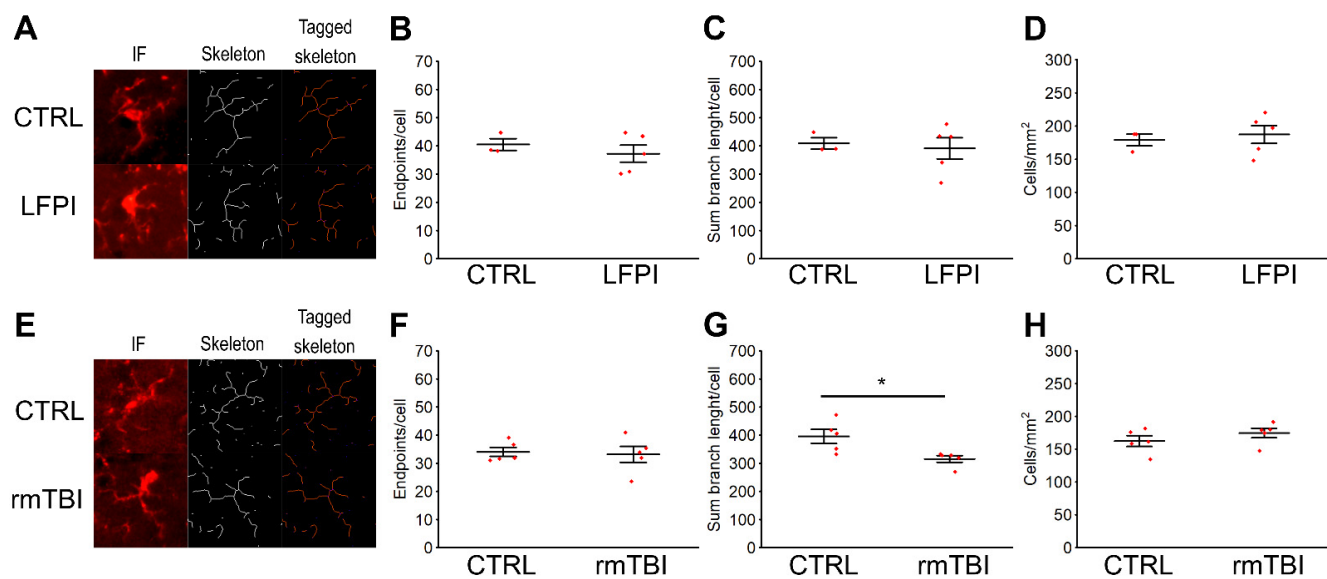 A
IF
Skeleton
Tagged
skeleton
CTRL
LFPI
B
Endpoints/cell
70
60
50
40
30
20
10
0
CTRL
LFPI
C
Sum branch lenght/cell
700
600
500
400
300
200
100
0
CTRL
LFPI
D
Cells/mm²
300
250
200
150
100
50
0
CTRL
LFPI
E
IF
Skeleton
Tagged
skeleton
CTRL
rmTBI
F
Endpoints/cell
70
60
50
40
30
20
10
0
CTRL
rmTBI
G
Sum branch lenght/cell
700
600
500
400
300
200
100
0
*
CTRL
rmTBI
H
Cells/mm²
300
250
200
150
100
50
0
CTRL
rmTBI